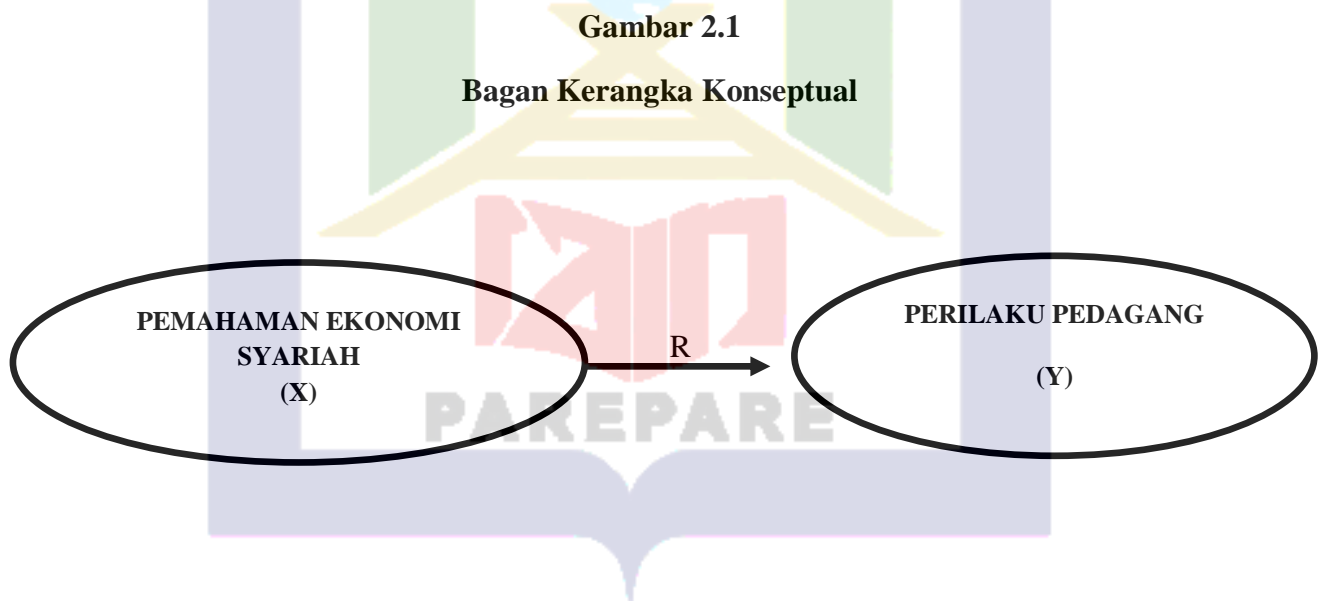 Gambar 2.1
Bagan Kerangka Konseptual
PEMAHAMAN EKONOMI
SYARIAH
(X)
R
PERILAKU PEDAGANG
(Y)
PAREPARE